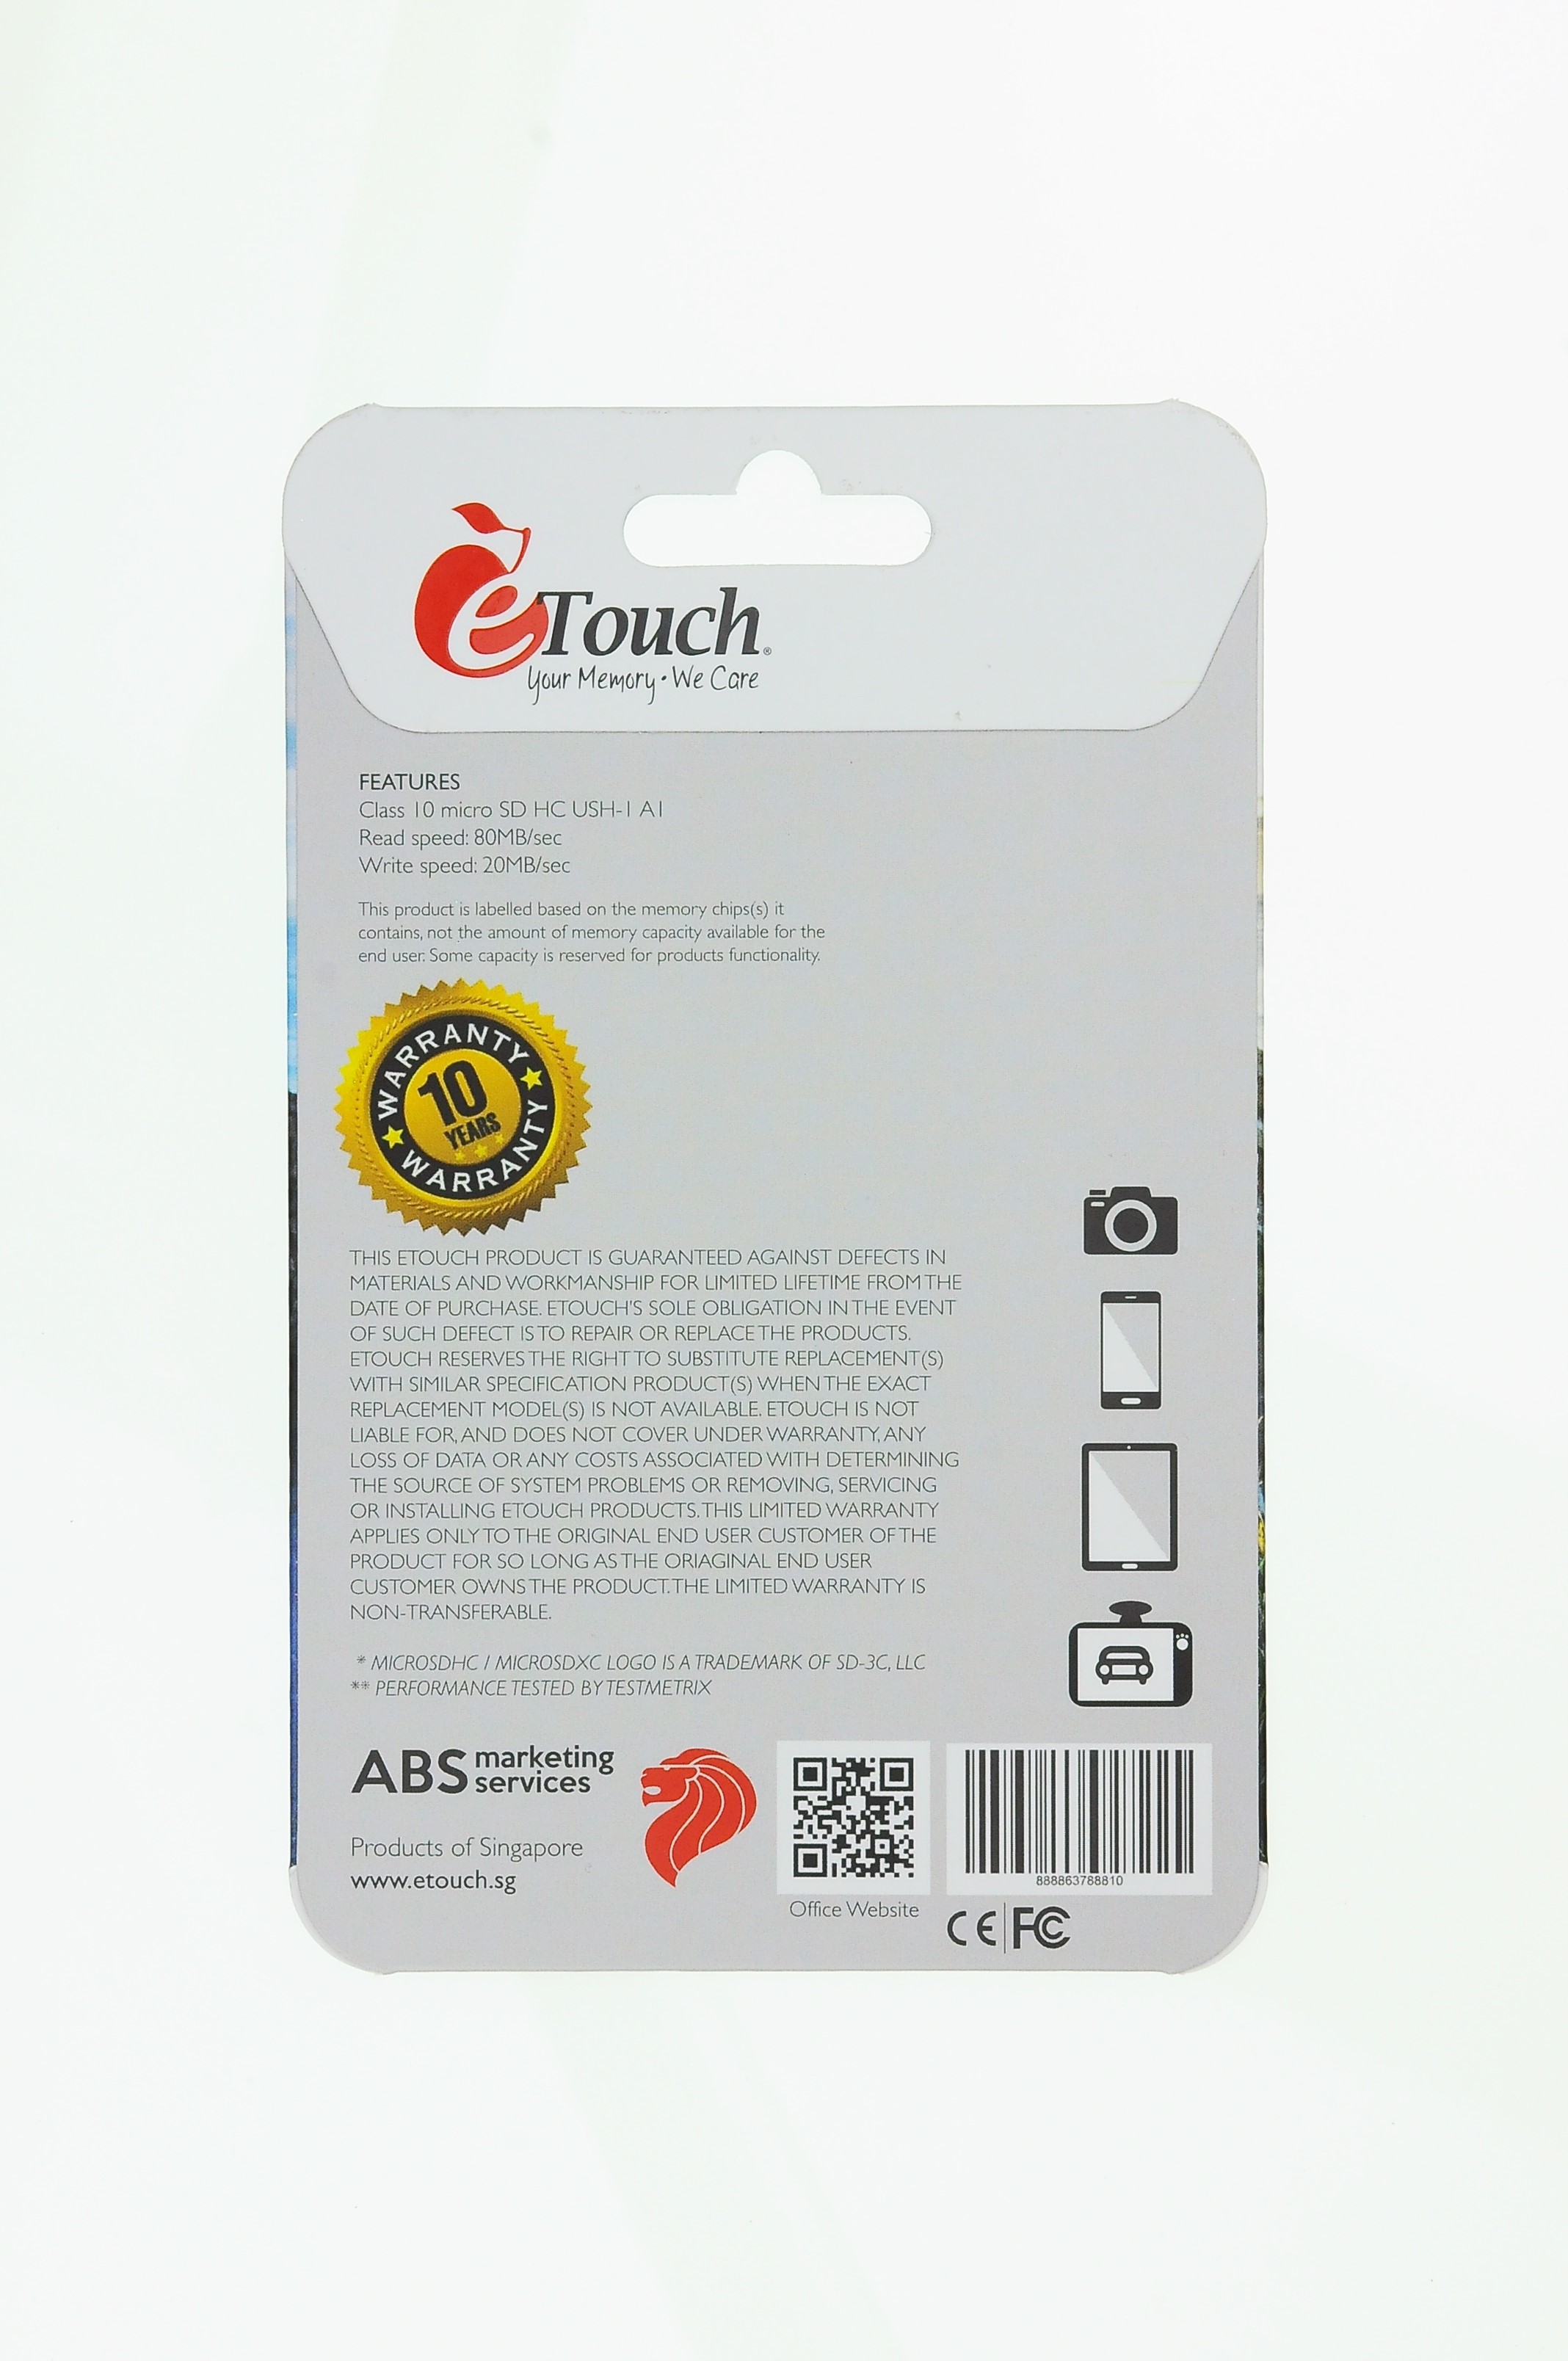 eTouch®
Your Memory • We Care
FEATURES
Class 10 micro SD HC USH-I A1
Read speed: 80MB/sec
Write speed: 20MB/sec
This product is labelled based on the memory chips(s) it
contains, not the amount of memory capacity available for the
end user. Some capacity is reserved for products functionality.
WARRANTY
10
YEARS
WARRANTY
THIS ETOUCH PRODUCT IS GUARANTEED AGAINST DEFECTS IN
MATERIALS AND WORKMANSHIP FOR LIMITED LIFETIME FROM THE
DATE OF PURCHASE. ETOUCH'S SOLE OBLIGATION IN THE EVENT
OF SUCH DEFECT IS TO REPAIR OR REPLACE THE PRODUCTS.
ETOUCH RESERVES THE RIGHT TO SUBSTITUTE REPLACEMENT(S)
WITH SIMILAR SPECIFICATION PRODUCT(S) WHEN THE EXACT
REPLACEMENT MODEL(S) IS NOT AVAILABLE. ETOUCH IS NOT
LIABLE FOR, AND DOES NOT COVER UNDER WARRANTY, ANY
LOSS OF DATA OR ANY COSTS ASSOCIATED WITH DETERMINING
THE SOURCE OF SYSTEM PROBLEMS OR REMOVING, SERVICING
OR INSTALLING ETOUCH PRODUCTS. THIS LIMITED WARRANTY
APPLIES ONLY TO THE ORIGINAL END USER CUSTOMER OF THE
PRODUCT FOR SO LONG AS THE ORIAGINAL END USER
CUSTOMER OWNS THE PRODUCT. THE LIMITED WARRANTY IS
NON-TRANSFERABLE.
* MICROSDHC / MICROSDXC LOGO IS A TRADEMARK OF SD-3C, LLC
** PERFORMANCE TESTED BY TESTMETRIX
ABS marketing
services
Products of Singapore
www.etouch.sg
Office Website
888863788810
CE FC